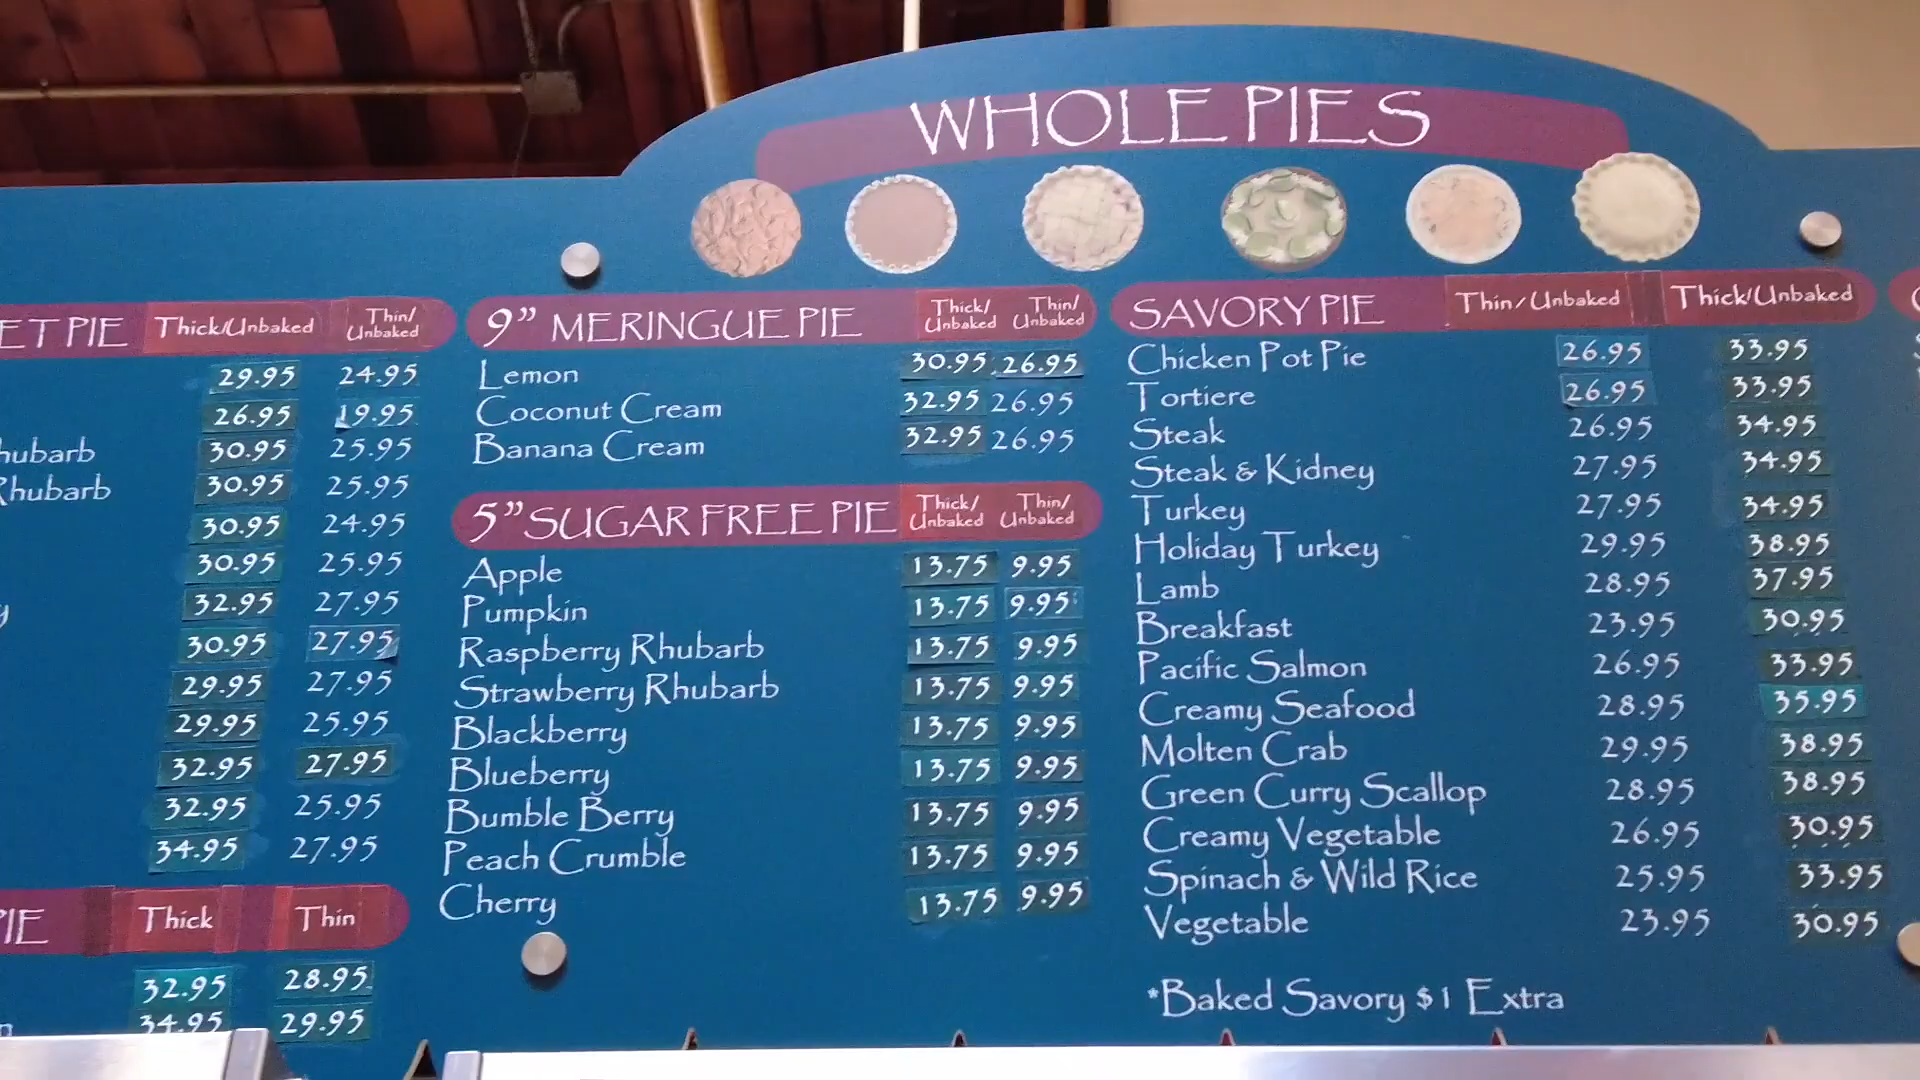 WHOLE PIES
ET PIE Thick/Unbaked Thin/Unbaked
29.95 24.95
26.95 19.95
hubarb 30.95 25.95
Rhubarb 30.95 25.95
30.95 24.95
30.95 25.95
y 32.95 27.95
30.95 27.95
29.95 27.95
29.95 25.95
32.95 27.95
32.95 25.95
34.95 27.95
PIE Thick Thin
32.95 28.95
n 34.95 29.95
9" MERINGUE PIE Thick/Unbaked Thin/Unbaked
Lemon 30.95 26.95
Coconut Cream 32.95 26.95
Banana Cream 32.95 26.95
5" SUGAR FREE PIE Thick/Unbaked Thin/Unbaked
Apple 13.75 9.95
Pumpkin 13.75 9.95
Raspberry Rhubarb 13.75 9.95
Strawberry Rhubarb 13.75 9.95
Blackberry 13.75 9.95
Blueberry 13.75 9.95
Bumble Berry 13.75 9.95
Peach Crumble 13.75 9.95
Cherry 13.75 9.95
SAVORY PIE Thin/Unbaked Thick/Unbaked
Chicken Pot Pie 26.95 33.95
Tortiere 26.95 33.95
Steak 26.95 34.95
Steak & Kidney 27.95 34.95
Turkey 27.95 34.95
Holiday Turkey 29.95 38.95
Lamb 28.95 37.95
Breakfast 23.95 30.95
Pacific Salmon 26.95 33.95
Creamy Seafood 28.95 35.95
Molten Crab 29.95 38.95
Green Curry Scallop 28.95 38.95
Creamy Vegetable 26.95 30.95
Spinach & Wild Rice 25.95 33.95
Vegetable 23.95 30.95
*Baked Savory $1 Extra